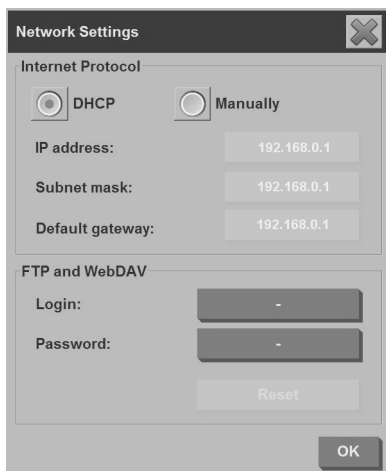 Network Settings
Internet Protocol
DHCP Manually
IP address: 192.168.0.1
Subnet mask: 192.168.0.1
Default gateway: 192.168.0.1
FTP and WebDAV
Login: -
Password: -
Reset
OK